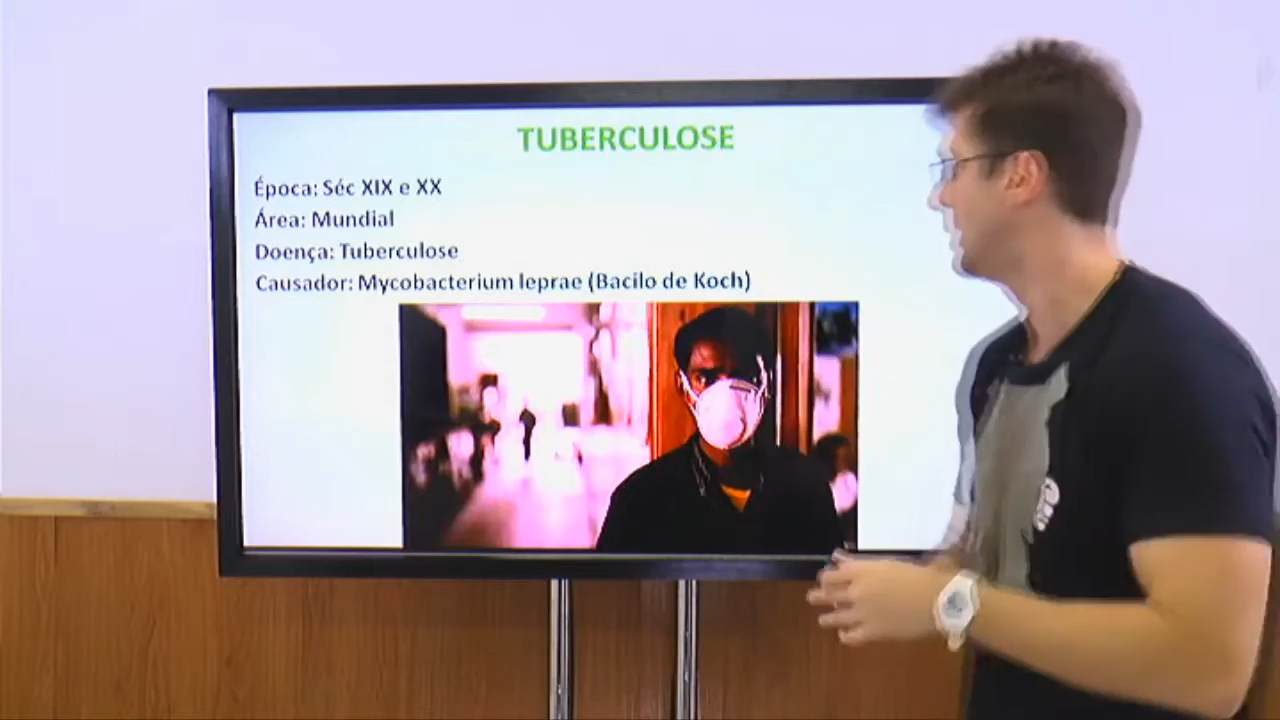 TUBERCULOSE
Época: Séc XIX e XX
Área: Mundial
Doença: Tuberculose
Causador: Mycobacterium leprae (Bacilo de Koch)